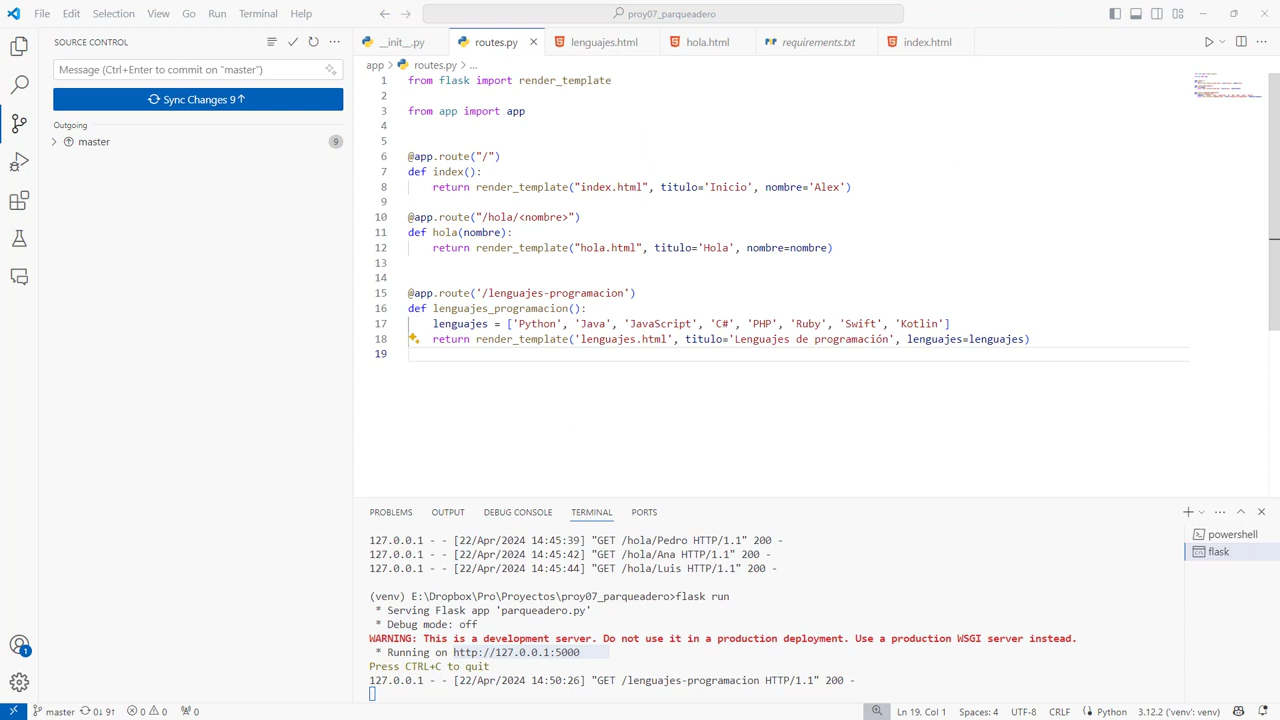 File Edit Selection View Go Run Terminal Help
proy07_parqueadero
SOURCE CONTROL
Message (Ctrl+Enter to commit on "master")
Sync Changes 9↑
Outgoing
master 9
__init__.py routes.py lenguajes.html hola.html requirements.txt index.html
app > routes.py > ...
1 from flask import render_template
2
3 from app import app
4
5
6 @app.route("/")
7 def index():
8 return render_template("index.html", titulo='Inicio', nombre='Alex')
9
10 @app.route("/hola/<nombre>")
11 def hola(nombre):
12 return render_template("hola.html", titulo='Hola', nombre=nombre)
13
14
15 @app.route('/lenguajes-programacion')
16 def lenguajes_programacion():
17 lenguajes = ['Python', 'Java', 'JavaScript', 'C#', 'PHP', 'Ruby', 'Swift', 'Kotlin']
18 return render_template('lenguajes.html', titulo='Lenguajes de programación', lenguajes=lenguajes)
19
PROBLEMS OUTPUT DEBUG CONSOLE TERMINAL PORTS
powershell
flask
127.0.0.1 - - [22/Apr/2024 14:45:39] "GET /hola/Pedro HTTP/1.1" 200 -
127.0.0.1 - - [22/Apr/2024 14:45:42] "GET /hola/Ana HTTP/1.1" 200 -
127.0.0.1 - - [22/Apr/2024 14:45:44] "GET /hola/Luis HTTP/1.1" 200 -
(venv) E:\Dropbox\Pro\Proyectos\proy07_parqueadero>flask run
* Serving Flask app 'parqueadero.py'
* Debug mode: off
WARNING: This is a development server. Do not use it in a production deployment. Use a production WSGI server instead.
* Running on http://127.0.0.1:5000
Press CTRL+C to quit
127.0.0.1 - - [22/Apr/2024 14:50:26] "GET /lenguajes-programacion HTTP/1.1" 200 -
1
master 0↓ 9↑ 0 0 0 Ln 19, Col 1 Spaces: 4 UTF-8 CRLF Python 3.12.2 ('venv': venv)